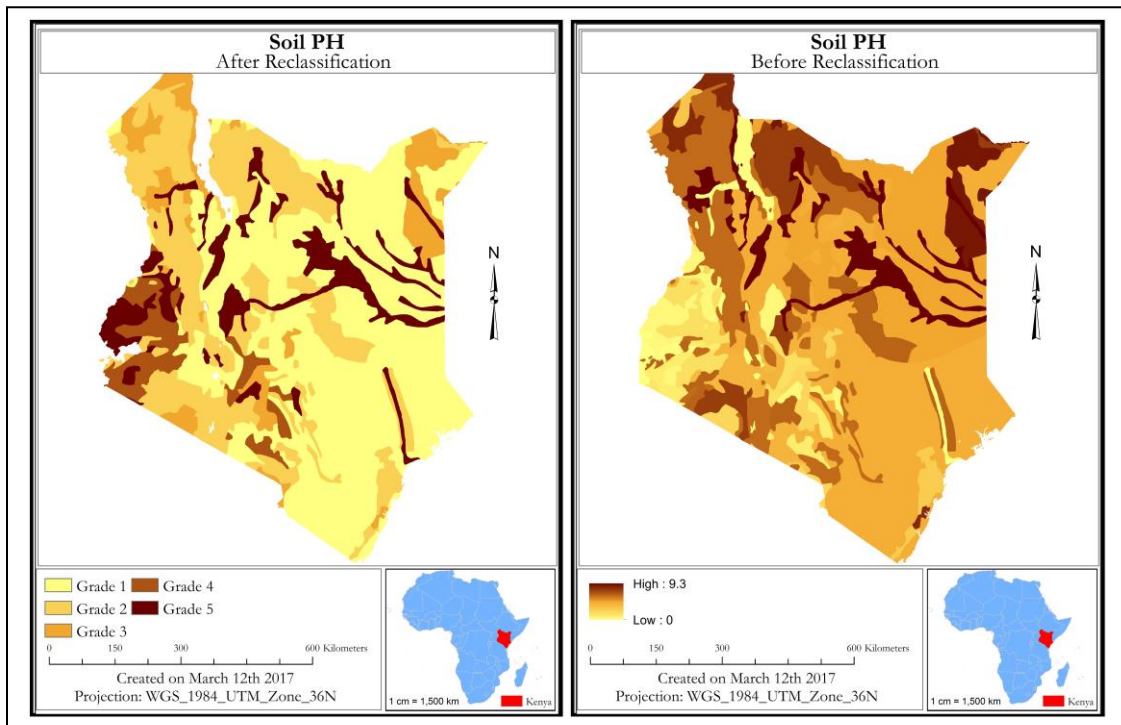 Soil PH
After Reclassification
N
Grade 1 Grade 4
Grade 2 Grade 5
Grade 3
0 150 300 600 Kilometers
Created on March 12th 2017
Projection: WGS_1984_UTM_Zone_36N
1 cm = 1,500 km
Kenya
Soil PH
Before Reclassification
N
High : 9.3
Low : 0
0 150 300 600 Kilometers
Created on March 12th 2017
Projection: WGS_1984_UTM_Zone_36N
1 cm = 1,500 km
Kenya